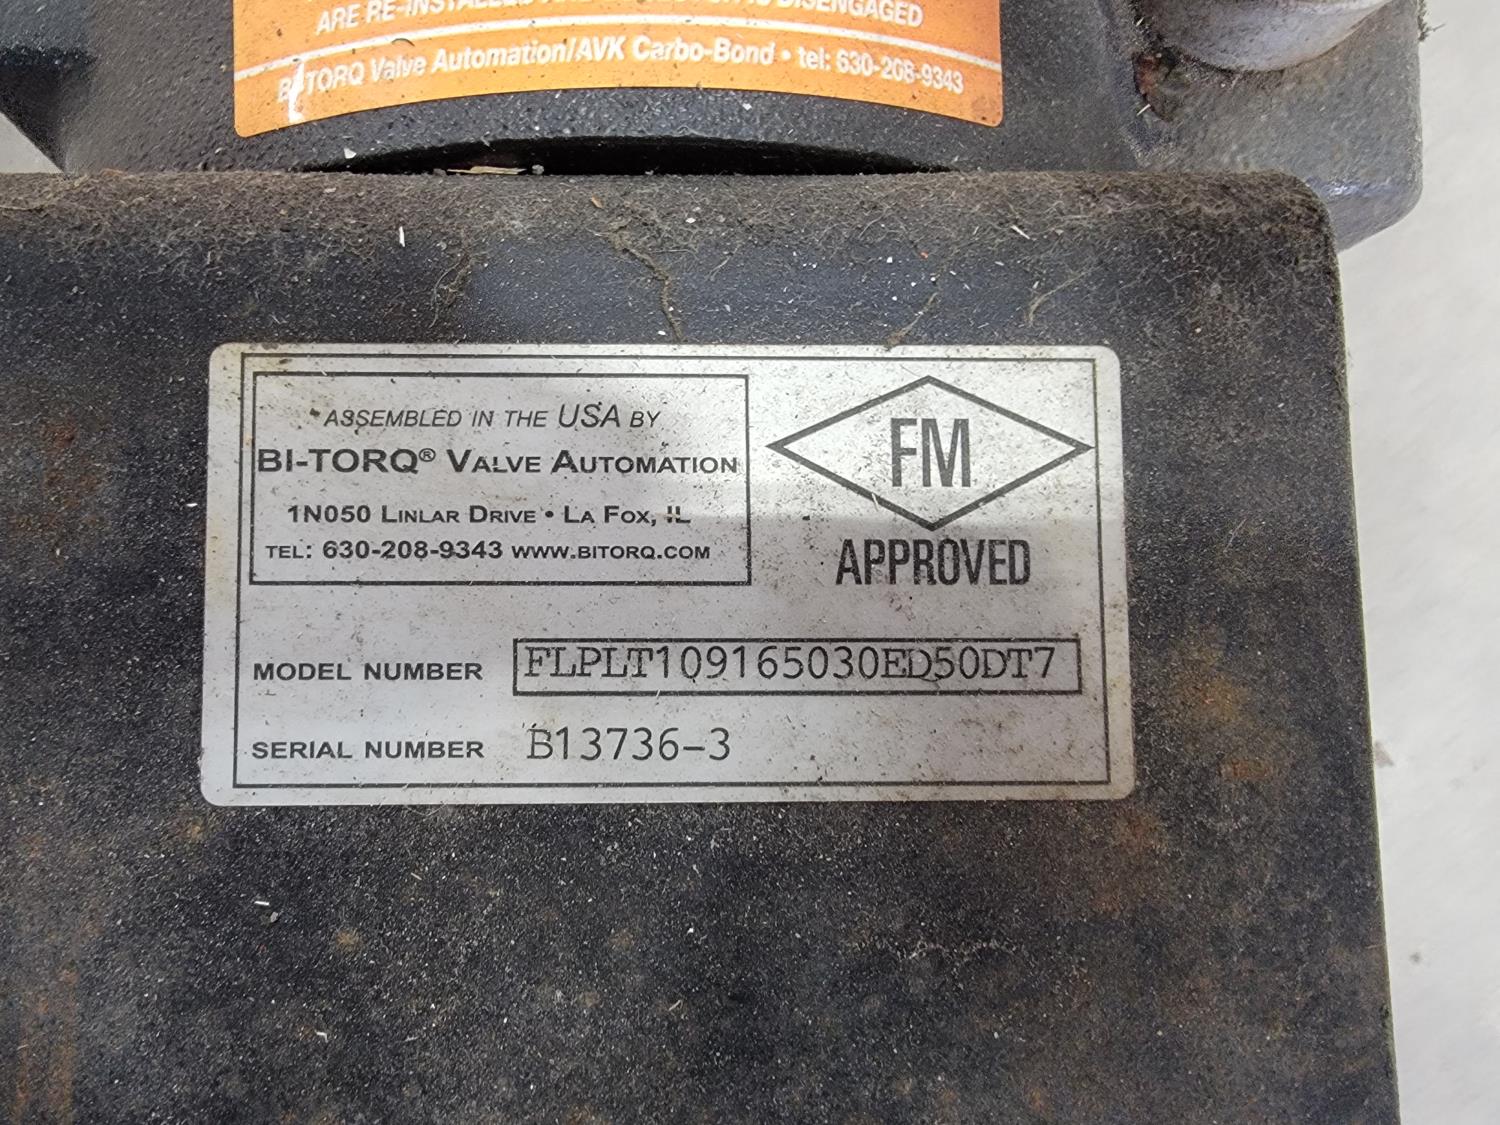 ARE RE-INSTALLED DISENGAGED
BI-TORQ Valve Automation/AVK Carbo-Bond • tel: 630-208-9343
ASSEMBLED IN THE USA BY
BI-TORQ® VALVE AUTOMATION
1N050 LINLAR DRIVE • LA FOX, IL
TEL: 630-208-9343 WWW.BITORQ.COM
FM
APPROVED
MODEL NUMBER FLPLT109165030ED50DT7
SERIAL NUMBER B13736-3